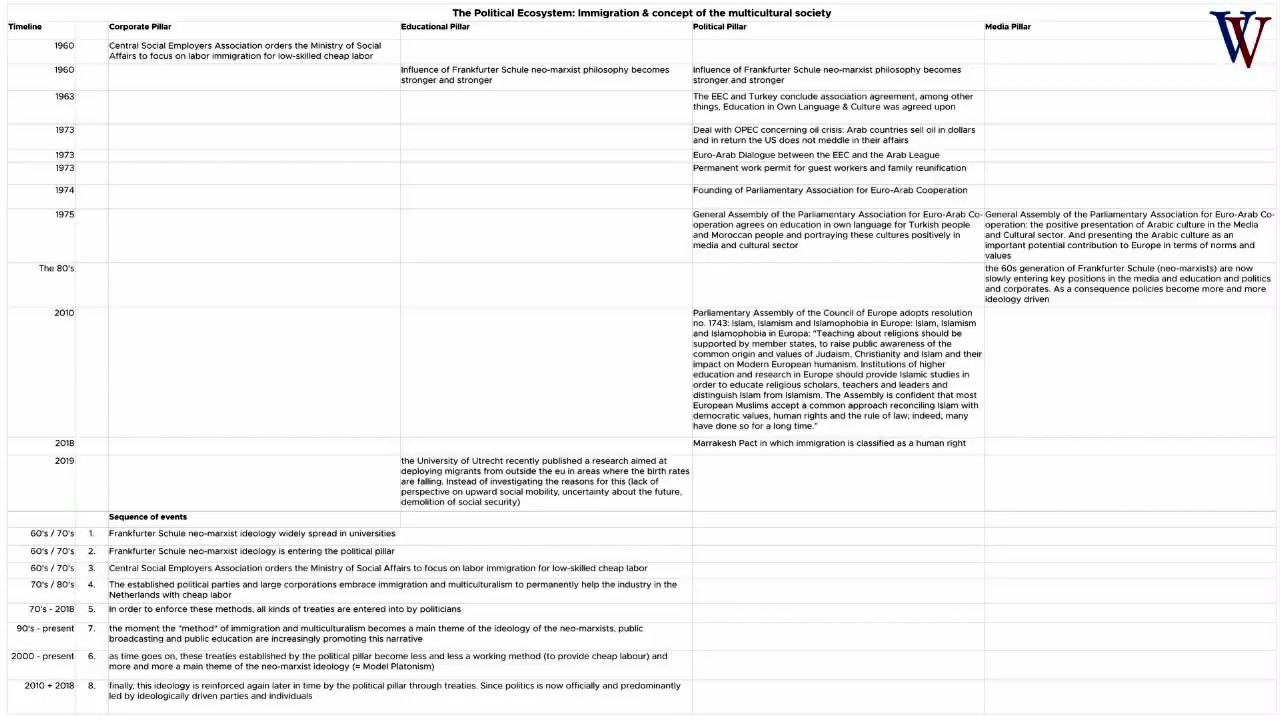 The Political Ecosystem: Immigration & concept of the multicultural society
Timeline Corporate Pillar Educational Pillar Political Pillar Media Pillar
1960 Central Social Employers Association orders the Ministry of Social
Affairs to focus on labor immigration for low-skilled cheap labor
1960 Influence of Frankfurter Schule neo-marxist philosophy becomes
stronger and stronger
Influence of Frankfurter Schule neo-marxist philosophy becomes
stronger and stronger
1963 The EEC and Turkey conclude association agreement, among other
things, Education in Own Language & Culture was agreed upon
1973 Deal with OPEC concerning oil crisis: Arab countries sell oil in dollars
and in return the US does not meddle in their affairs
1973 Euro-Arab Dialogue between the EEC and the Arab League
1973 Permanent work permit for guest workers and family reunification
1974 Founding of Parliamentary Association for Euro-Arab Cooperation
1975 General Assembly of the Parliamentary Association for Euro-Arab Co-
operation agrees on education in own language for Turkish people
and Moroccan people and portraying these cultures positively in
media and cultural sector
General Assembly of the Parliamentary Association for Euro-Arab Co-
operation: the positive presentation of Arabic culture in the Media
and Cultural sector. And presenting the Arabic culture as an
important potential contribution to Europe in terms of norms and
values
The 80's the 60s generation of Frankfurter Schule (neo-marxists) are now
slowly entering key positions in the media and education and politics
and corporates. As a consequence policies become more and more
ideology driven
2010 Parliamentary Assembly of the Council of Europe adopts resolution
no. 1743: Islam, Islamism and Islamophobia in Europe: Islam, Islamism
and Islamophobia in Europa: "Teaching about religions should be
supported by member states, to raise public awareness of the
common origin and values of Judaism, Christianity and Islam and their
impact on Modern European humanism. Institutions of higher
education and research in Europe should provide Islamic studies in
order to educate religious scholars, teachers and leaders and
distinguish Islam from Islamism. The Assembly is confident that most
European Muslims accept a common approach reconciling Islam with
democratic values, human rights and the rule of law; indeed, many
have done so for a long time."
2018 Marrakesh Pact in which immigration is classified as a human right
2019 the University of Utrecht recently published a research aimed at
deploying migrants from outside the eu in areas where the birth rates
are falling. Instead of investigating the reasons for this (lack of
perspective on upward social mobility, uncertainty about the future,
demolition of social security)
Sequence of events
60's / 70's 1. Frankfurter Schule neo-marxist ideology widely spread in universities
60's / 70's 2. Frankfurter Schule neo-marxist ideology is entering the political pillar
60's / 70's 3. Central Social Employers Association orders the Ministry of Social Affairs to focus on labor immigration for low-skilled cheap labor
70's / 80's 4. The established political parties and large corporations embrace immigration and multiculturalism to permanently help the industry in the
Netherlands with cheap labor
70's - 2018 5. In order to enforce these methods, all kinds of treaties are entered into by politicians
90's - present 7. the moment the "method" of immigration and multiculturalism becomes a main theme of the ideology of the neo-marxists, public
broadcasting and public education are increasingly promoting this narrative
2000 - present 6. as time goes on, these treaties established by the political pillar become less and less a working method (to provide cheap labour) and
more and more a main theme of the neo-marxist ideology (= Model Platonism)
2010 + 2018 8. finally, this ideology is reinforced again later in time by the political pillar through treaties. Since politics is now officially and predominantly
led by ideologically driven parties and individuals